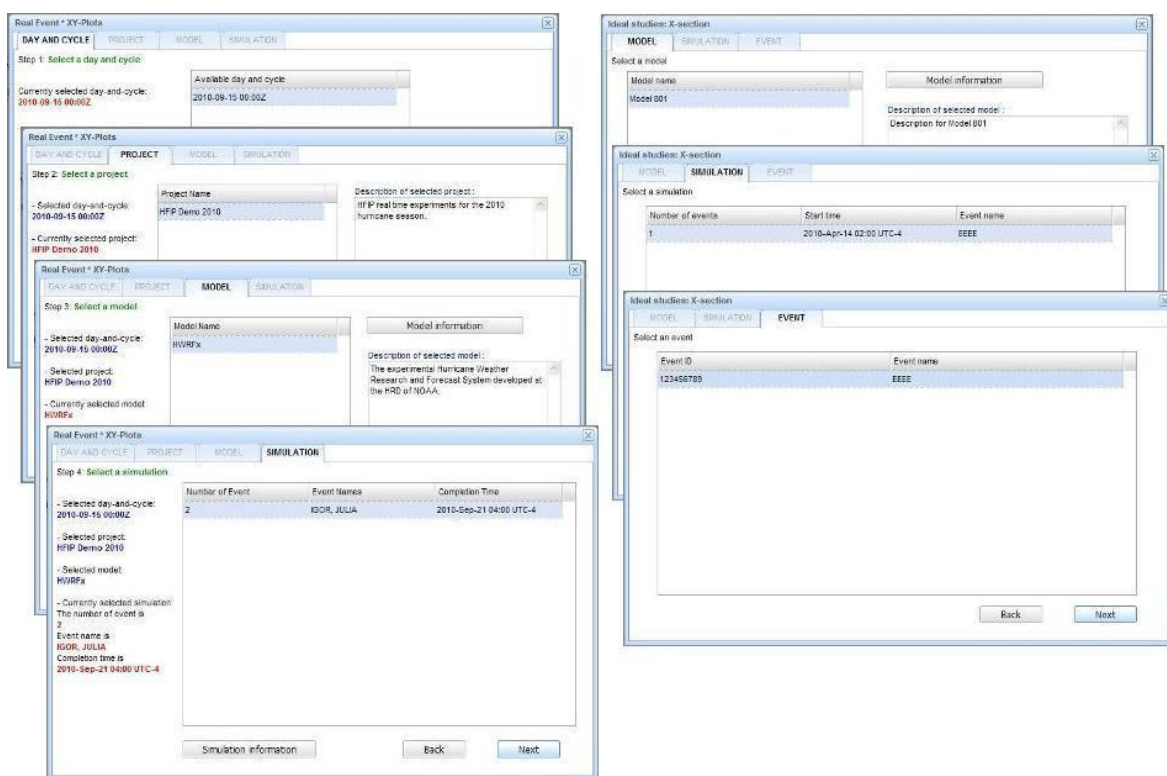 Real Event * XY-Plots
DAY AND CYCLE PROJECT MODEL SIMULATION
Step 1: Select a day and cycle
Currently selected day-and-cycle:
2010-09-15 00:00Z
Available day and cycle
2010-09-15 00:00Z
Real Event * XY-Plots
DAY AND CYCLE PROJECT MODEL SIMULATION
Step 2: Select a project
- Selected day-and-cycle:
2010-09-15 00:00Z
- Currently selected project:
HFIP Demo 2010
Project Name
HFIP Demo 2010
Description of selected project :
HFIP real time experiments for the 2010
hurricane season.
Real Event * XY-Plots
DAY AND CYCLE PROJECT MODEL SIMULATION
Step 3: Select a model
- Selected day-and-cycle:
2010-09-15 00:00Z
- Selected project:
HFIP Demo 2010
- Currently selected model:
HWRFx
Model Name
HWRFx
Model information
Description of selected model :
The experimental Hurricane Weather
Research and Forecast System developed at
the HRD of NOAA.
Real Event * XY-Plots
DAY AND CYCLE PROJECT MODEL SIMULATION
Step 4: Select a simulation
- Selected day-and-cycle:
2010-09-15 00:00Z
- Selected project:
HFIP Demo 2010
- Selected model:
HWRFx
- Currently selected simulation
The number of event is
2
Event name is
IGOR, JULIA
Completion time is
2010-Sep-21 04:00 UTC-4
Number of Event Event Names Completion Time
2 IGOR, JULIA 2010-Sep-21 04:00 UTC-4
Simulation information Back Next
Ideal studies: X-section
MODEL SIMULATION EVENT
Select a model
Model name
Model 801
Model information
Description of selected model :
Description for Model 801
Ideal studies: X-section
MODEL SIMULATION EVENT
Select a simulation
Number of events Start time Event name
1 2010-Apr-14 02:00 UTC-4 EEEE
Ideal studies: X-section
MODEL SIMULATION EVENT
Select an event
Event ID Event name
123456789 EEEE
Back Next